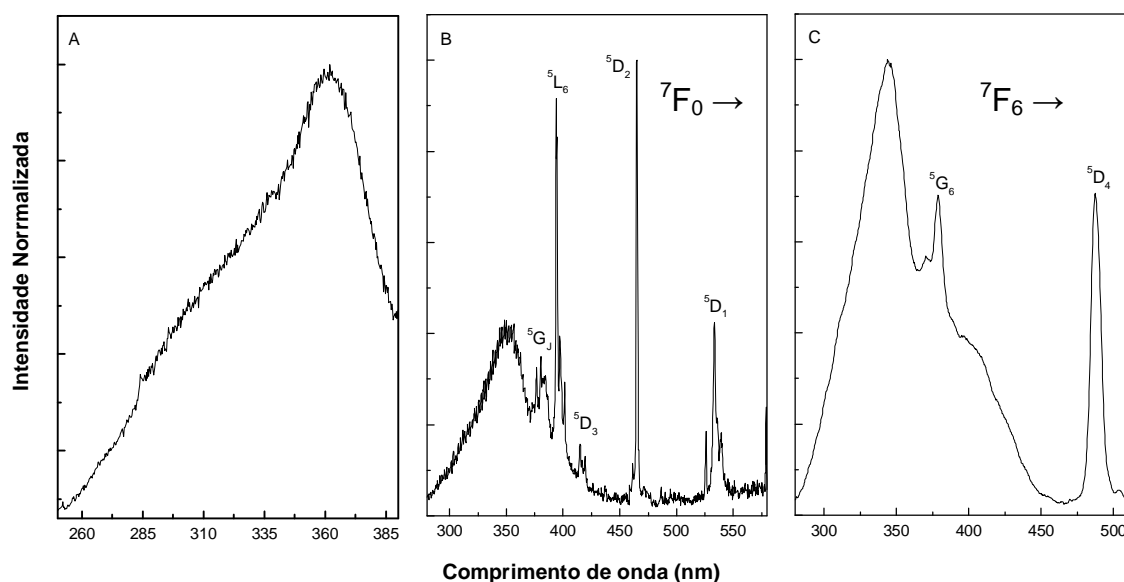 A
B
C
⁵L₆
⁵D₂
⁷F₀ →
⁷F₆ →
⁵G₆
⁵D₄
⁵D₁
⁵G_J
⁵D₃
Intensidade Norrmalizada
260 285 310 335 360 385
300 350 400 450 500 550
300 350 400 450 500
Comprimento de onda (nm)